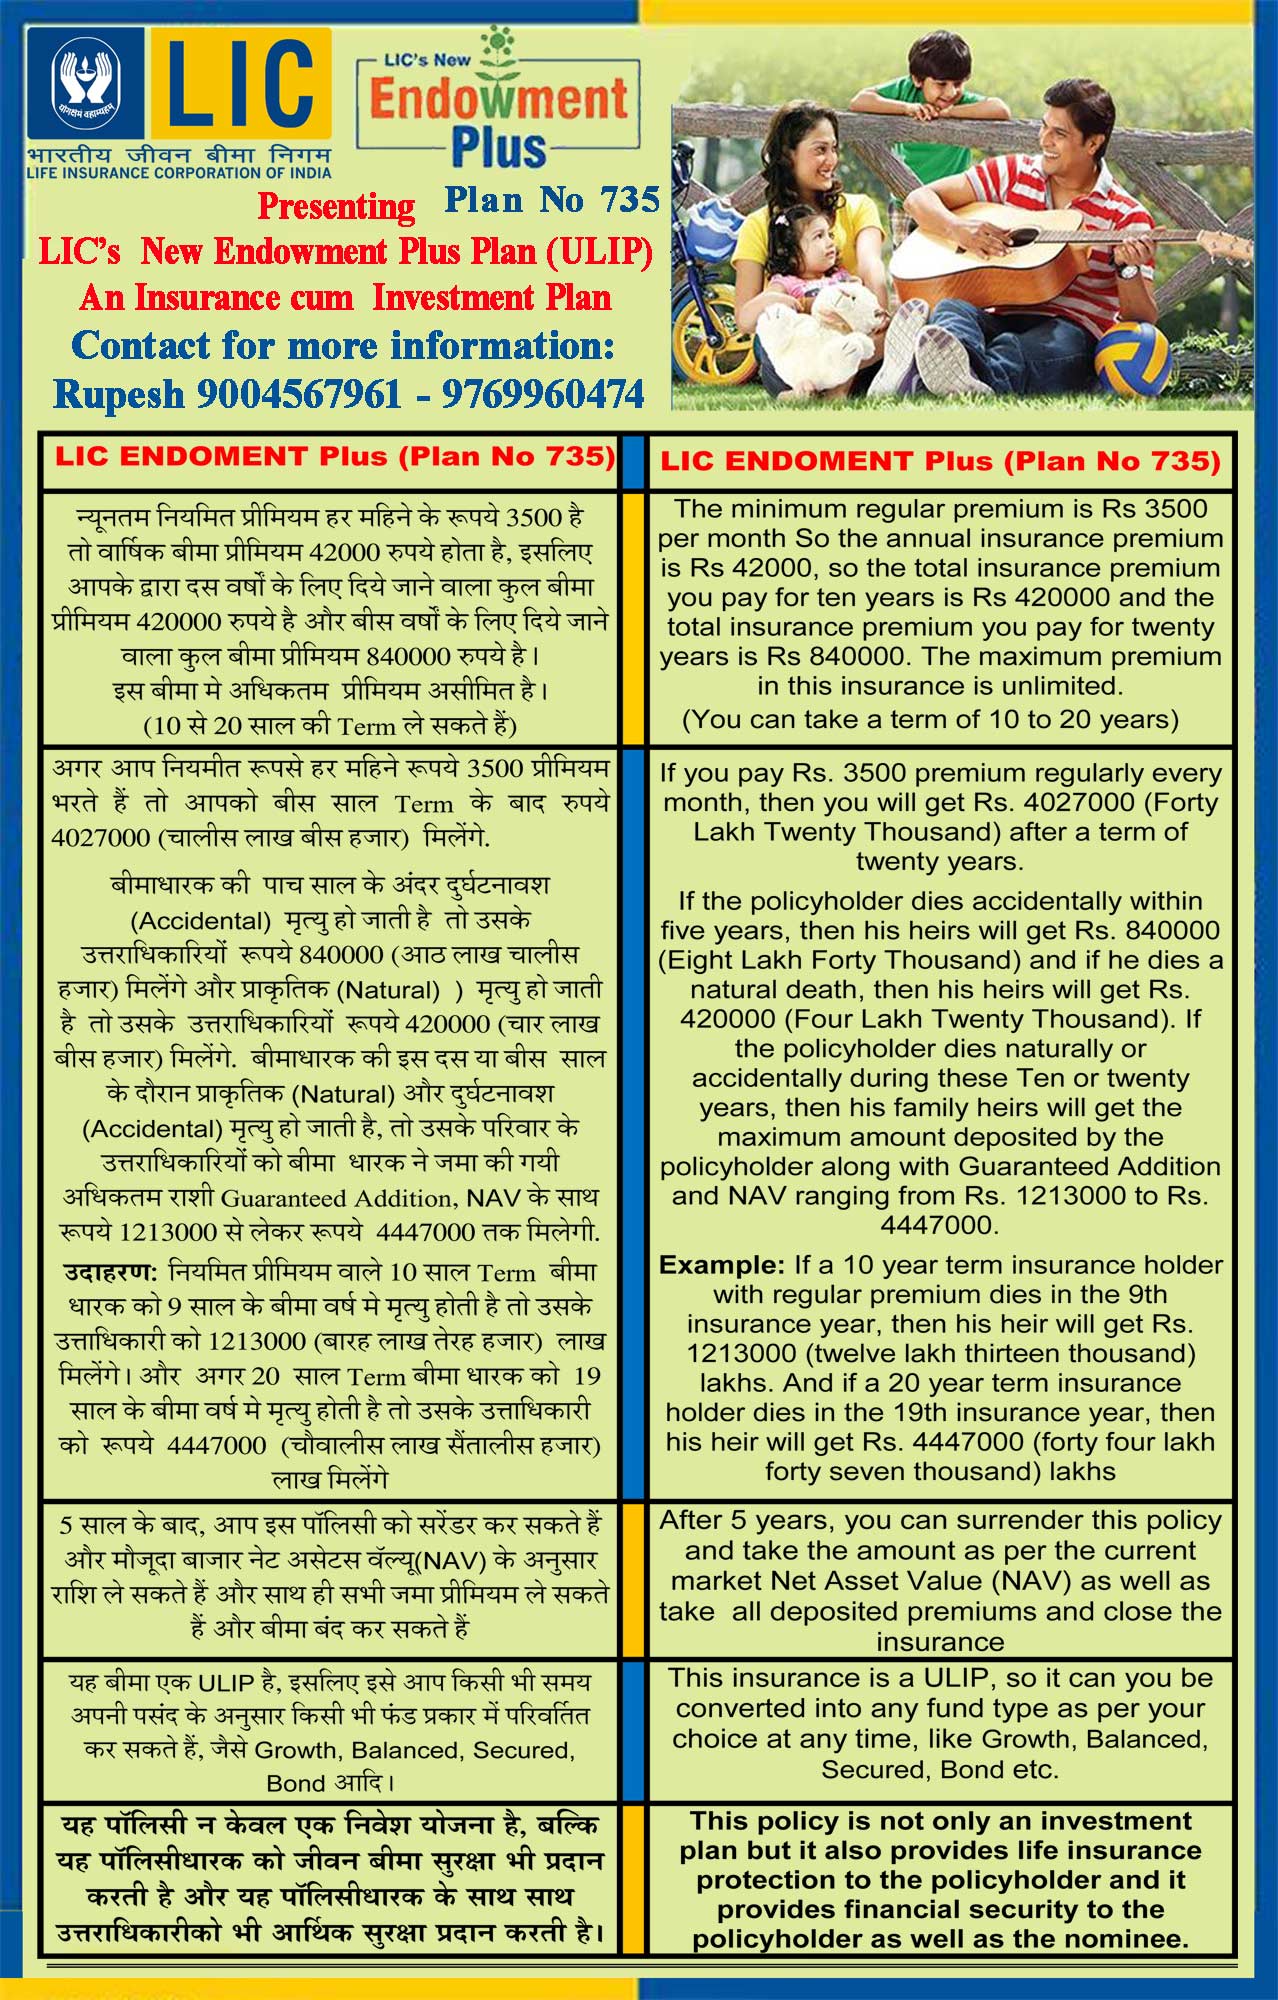 योगक्षेमं वहाम्यहम्
LIC
भारतीय जीवन बीमा निगम
LIFE INSURANCE CORPORATION OF INDIA
LIC's New
Endowment
Plus
Presenting Plan No 735
LIC's New Endowment Plus Plan (ULIP)
An Insurance cum Investment Plan
Contact for more information:
Rupesh 9004567961 - 9769960474
LIC ENDOMENT Plus (Plan No 735)
न्यूनतम नियमित प्रीमियम हर महिने के रूपये 3500 है
तो वार्षिक बीमा प्रीमियम 42000 रुपये होता है, इसलिए
आपके द्वारा दस वर्षों के लिए दिये जाने वाला कुल बीमा
प्रीमियम 420000 रुपये है और बीस वर्षों के लिए दिये जाने
वाला कुल बीमा प्रीमियम 840000 रुपये है।
इस बीमा मे अधिकतम प्रीमियम असीमित है।
(10 से 20 साल की Term ले सकते हैं)
अगर आप नियमीत रूपसे हर महिने रूपये 3500 प्रीमियम
भरते हैं तो आपको बीस साल Term के बाद रुपये
4027000 (चालीस लाख बीस हजार) मिलेंगे.
बीमाधारक की पाच साल के अंदर दुर्घटनावश
(Accidental) मृत्यु हो जाती है तो उसके
उत्तराधिकारियों रूपये 840000 (आठ लाख चालीस
हजार) मिलेंगे और प्राकृतिक (Natural) ) मृत्यु हो जाती
है तो उसके उत्तराधिकारियों रूपये 420000 (चार लाख
बीस हजार) मिलेंगे. बीमाधारक की इस दस या बीस साल
के दौरान प्राकृतिक (Natural) और दुर्घटनावश
(Accidental) मृत्यु हो जाती है, तो उसके परिवार के
उत्तराधिकारियों को बीमा धारक ने जमा की गयी
अधिकतम राशी Guaranteed Addition, NAV के साथ
रूपये 1213000 से लेकर रूपये 4447000 तक मिलेगी.
उदाहरण: नियमित प्रीमियम वाले 10 साल Term बीमा
धारक को 9 साल के बीमा वर्ष मे मृत्यु होती है तो उसके
उत्ताधिकारी को 1213000 (बारह लाख तेरह हजार) लाख
मिलेंगे। और अगर 20 साल Term बीमा धारक को 19
साल के बीमा वर्ष मे मृत्यु होती है तो उसके उत्ताधिकारी
को रूपये 4447000 (चौवालीस लाख सैंतालीस हजार)
लाख मिलेंगे
5 साल के बाद, आप इस पॉलिसी को सरेंडर कर सकते हैं
और मौजूदा बाजार नेट असेटस वॅल्यू(NAV) के अनुसार
राशि ले सकते हैं और साथ ही सभी जमा प्रीमियम ले सकते
हैं और बीमा बंद कर सकते हैं
यह बीमा एक ULIP है, इसलिए इसे आप किसी भी समय
अपनी पसंद के अनुसार किसी भी फंड प्रकार में परिवर्तित
कर सकते हैं, जैसे Growth, Balanced, Secured,
Bond आदि।
यह पॉलिसी न केवल एक निवेश योजना है, बल्कि
यह पॉलिसीधारक को जीवन बीमा सुरक्षा भी प्रदान
करती है और यह पॉलिसीधारक के साथ साथ
उत्तराधिकारीको भी आर्थिक सुरक्षा प्रदान करती है।
LIC ENDOMENT Plus (Plan No 735)
The minimum regular premium is Rs 3500
per month So the annual insurance premium
is Rs 42000, so the total insurance premium
you pay for ten years is Rs 420000 and the
total insurance premium you pay for twenty
years is Rs 840000. The maximum premium
in this insurance is unlimited.
(You can take a term of 10 to 20 years)
If you pay Rs. 3500 premium regularly every
month, then you will get Rs. 4027000 (Forty
Lakh Twenty Thousand) after a term of
twenty years.
If the policyholder dies accidentally within
five years, then his heirs will get Rs. 840000
(Eight Lakh Forty Thousand) and if he dies a
natural death, then his heirs will get Rs.
420000 (Four Lakh Twenty Thousand). If
the policyholder dies naturally or
accidentally during these Ten or twenty
years, then his family heirs will get the
maximum amount deposited by the
policyholder along with Guaranteed Addition
and NAV ranging from Rs. 1213000 to Rs.
4447000.
Example: If a 10 year term insurance holder
with regular premium dies in the 9th
insurance year, then his heir will get Rs.
1213000 (twelve lakh thirteen thousand)
lakhs. And if a 20 year term insurance
holder dies in the 19th insurance year, then
his heir will get Rs. 4447000 (forty four lakh
forty seven thousand) lakhs
After 5 years, you can surrender this policy
and take the amount as per the current
market Net Asset Value (NAV) as well as
take all deposited premiums and close the
insurance
This insurance is a ULIP, so it can you be
converted into any fund type as per your
choice at any time, like Growth, Balanced,
Secured, Bond etc.
This policy is not only an investment
plan but it also provides life insurance
protection to the policyholder and it
provides financial security to the
policyholder as well as the nominee.